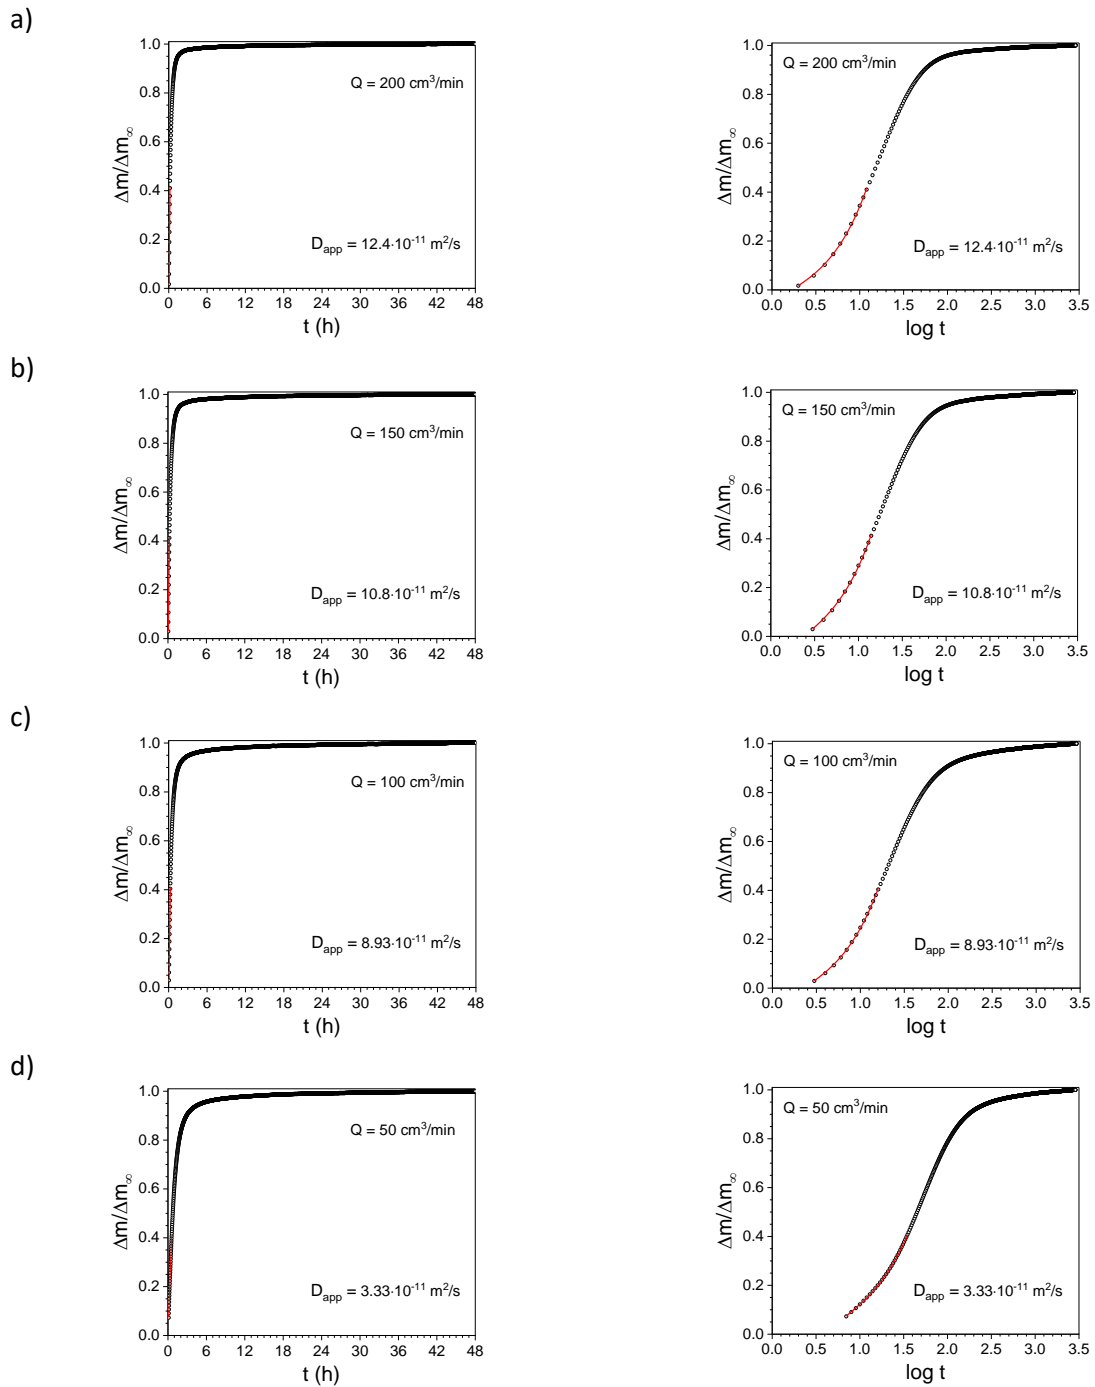 a)
1.0
0.8
0.6
0.4
0.2
0.0
Δm/Δm∞
Q = 200 cm³/min
Dapp = 12.4·10⁻¹¹ m²/s
0 6 12 18 24 30 36 42 48
t (h)
1.0
0.8
0.6
0.4
0.2
0.0
Δm/Δm∞
Q = 200 cm³/min
Dapp = 12.4·10⁻¹¹ m²/s
0.0 0.5 1.0 1.5 2.0 2.5 3.0 3.5
log t
b)
1.0
0.8
0.6
0.4
0.2
0.0
Δm/Δm∞
Q = 150 cm³/min
Dapp = 10.8·10⁻¹¹ m²/s
0 6 12 18 24 30 36 42 48
t (h)
1.0
0.8
0.6
0.4
0.2
0.0
Δm/Δm∞
Q = 150 cm³/min
Dapp = 10.8·10⁻¹¹ m²/s
0.0 0.5 1.0 1.5 2.0 2.5 3.0 3.5
log t
c)
1.0
0.8
0.6
0.4
0.2
0.0
Δm/Δm∞
Q = 100 cm³/min
Dapp = 8.93·10⁻¹¹ m²/s
0 6 12 18 24 30 36 42 48
t (h)
1.0
0.8
0.6
0.4
0.2
0.0
Δm/Δm∞
Q = 100 cm³/min
Dapp = 8.93·10⁻¹¹ m²/s
0.0 0.5 1.0 1.5 2.0 2.5 3.0 3.5
log t
d)
1.0
0.8
0.6
0.4
0.2
0.0
Δm/Δm∞
Q = 50 cm³/min
Dapp = 3.33·10⁻¹¹ m²/s
0 6 12 18 24 30 36 42 48
t (h)
1.0
0.8
0.6
0.4
0.2
0.0
Δm/Δm∞
Q = 50 cm³/min
Dapp = 3.33·10⁻¹¹ m²/s
0.0 0.5 1.0 1.5 2.0 2.5 3.0 3.5
log t